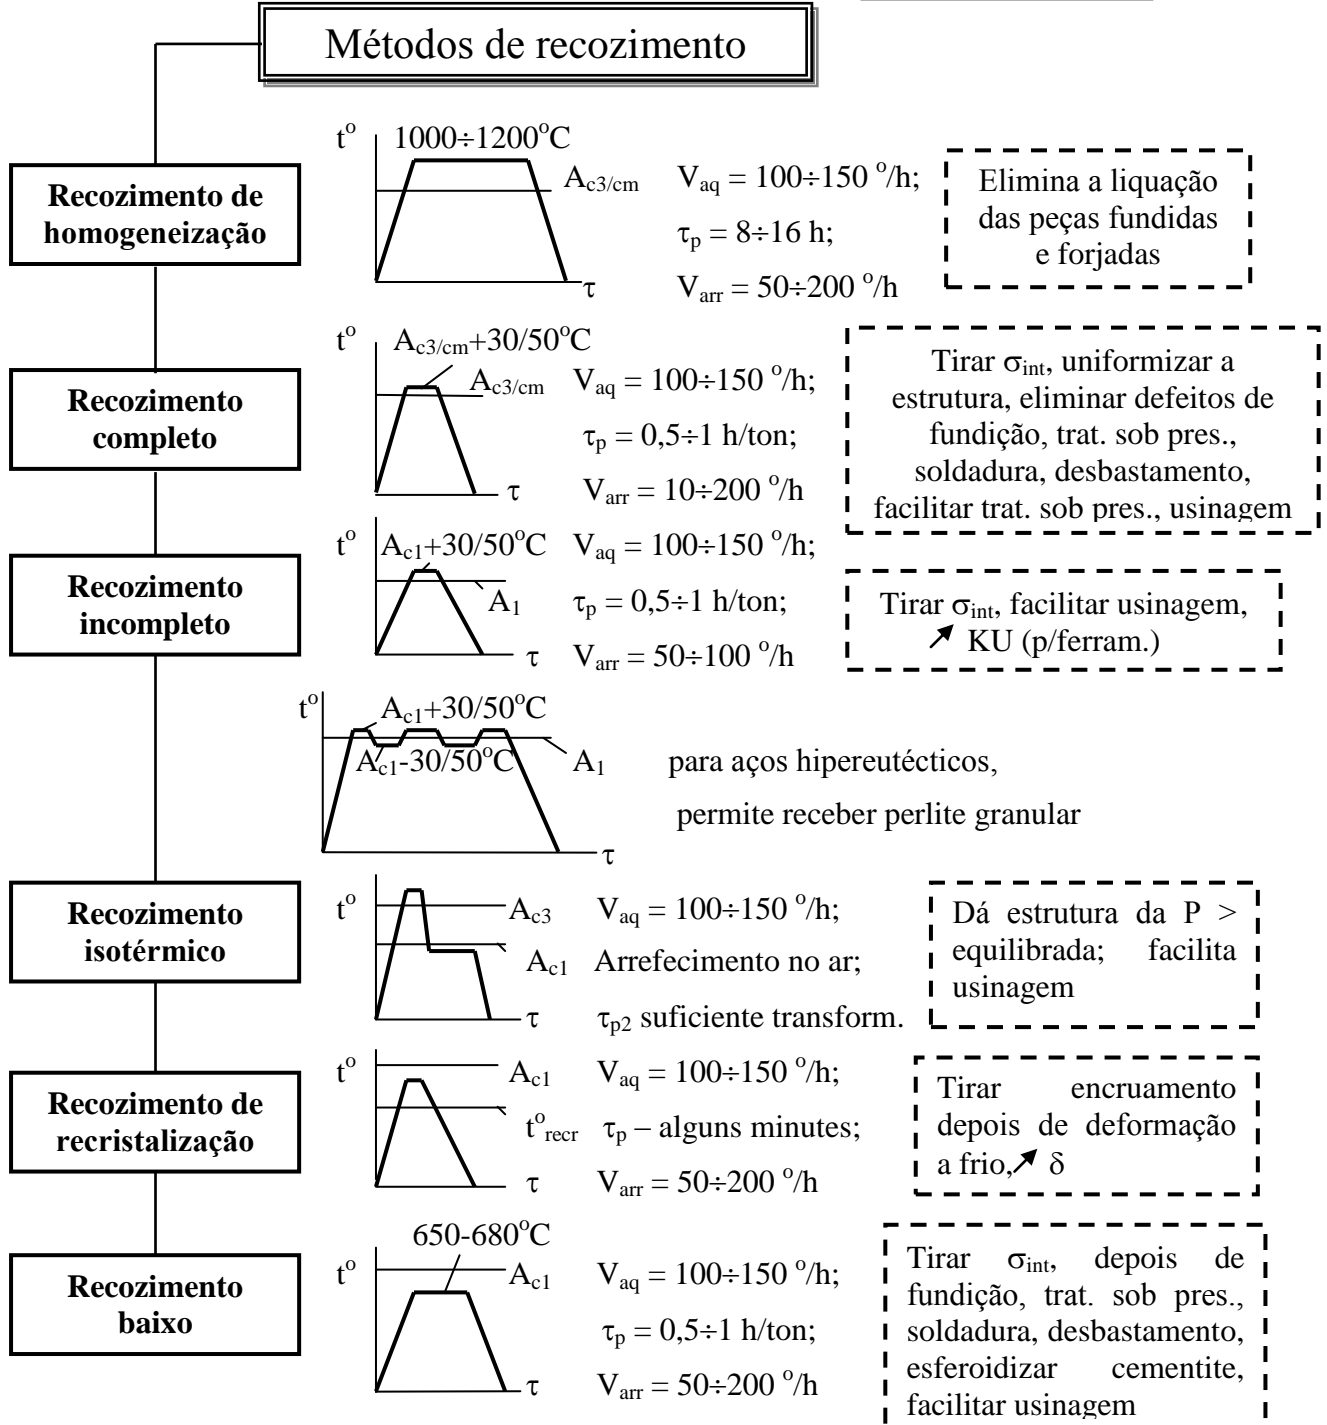 Métodos de recozimento
Recozimento de
homogeneização
t°
1000÷1200°C
A_c3/cm
τ
V_aq = 100÷150 °/h;
τ_p = 8÷16 h;
V_arr = 50÷200 °/h
Elimina a liquação
das peças fundidas
e forjadas
Recozimento
completo
t°
A_c3/cm+30/50°C
A_c3/cm
τ
V_aq = 100÷150 °/h;
τ_p = 0,5÷1 h/ton;
V_arr = 10÷200 °/h
Tirar σ_int, uniformizar a
estrutura, eliminar defeitos de
fundição, trat. sob pres.,
soldadura, desbastamento,
facilitar trat. sob pres., usinagem
Recozimento
incompleto
t°
A_c1+30/50°C
A_1
τ
V_aq = 100÷150 °/h;
τ_p = 0,5÷1 h/ton;
V_arr = 50÷100 °/h
Tirar σ_int, facilitar usinagem,
↗ KU (p/ferram.)
t°
A_c1+30/50°C
A_c1-30/50°C
A_1
τ
para aços hipereutécticos,
permite receber perlite granular
Recozimento
isotérmico
t°
A_c3
A_c1
τ
V_aq = 100÷150 °/h;
Arrefecimento no ar;
τ_p2 suficiente transform.
Dá estrutura da P >
equilibrada; facilita
usinagem
Recozimento de
recristalização
t°
A_c1
t°_recr
τ
V_aq = 100÷150 °/h;
τ_p – alguns minutes;
V_arr = 50÷200 °/h
Tirar encruamento
depois de deformação
a frio,↗ δ
Recozimento
baixo
650-680°C
t°
A_c1
τ
V_aq = 100÷150 °/h;
τ_p = 0,5÷1 h/ton;
V_arr = 50÷200 °/h
Tirar σ_int, depois de
fundição, trat. sob pres.,
soldadura, desbastamento,
esferoidizar cementite,
facilitar usinagem